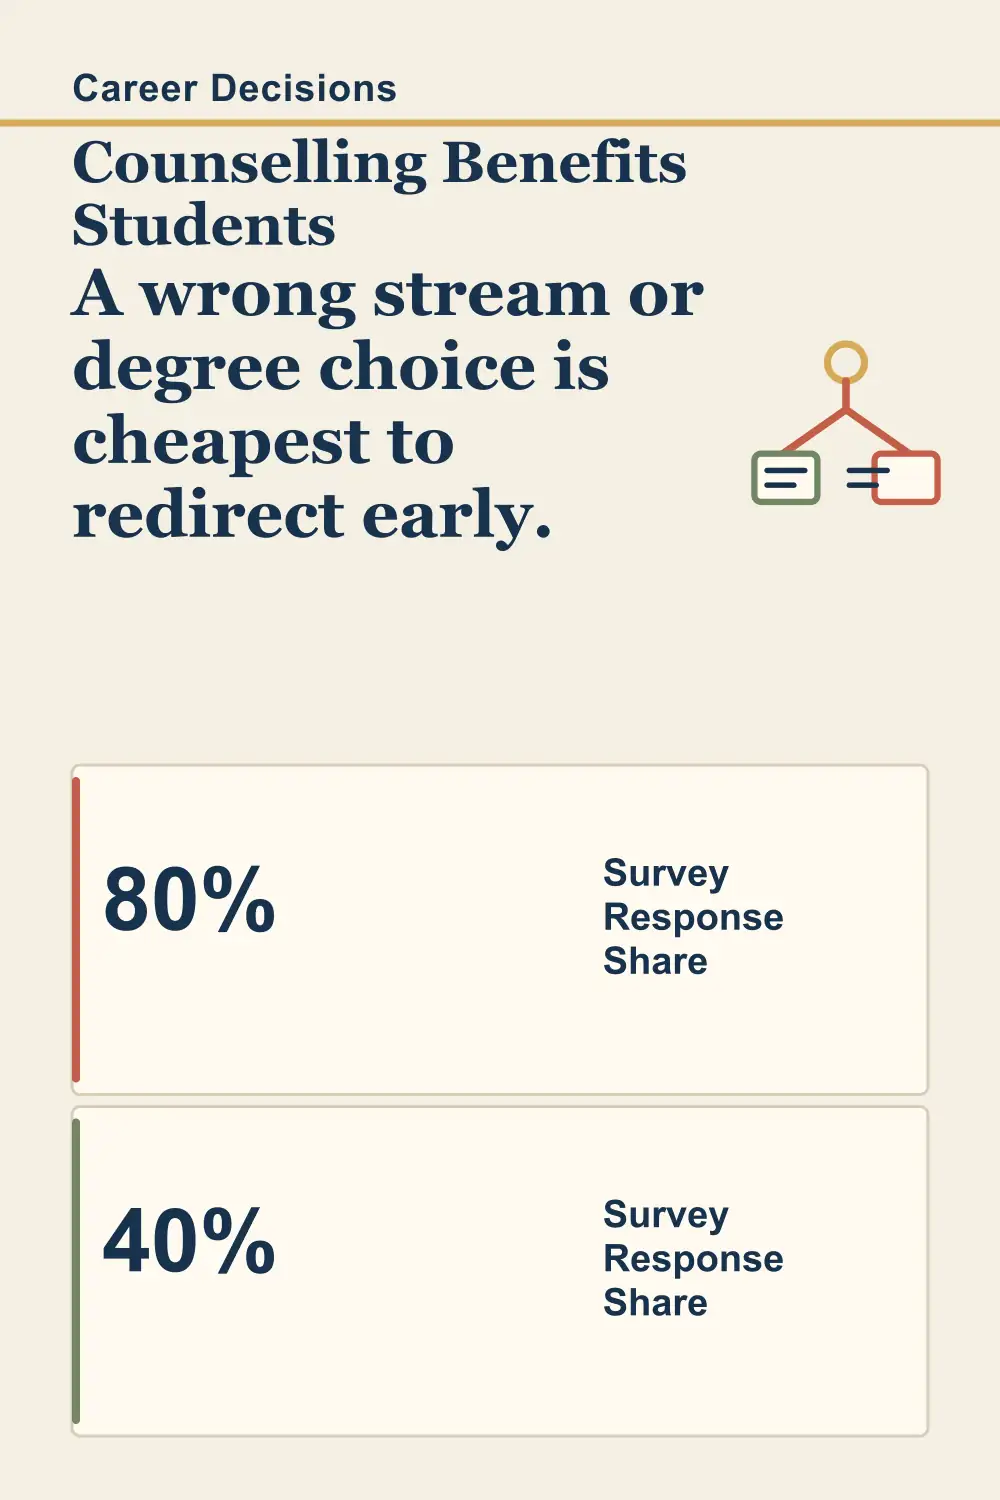 Career Decisions
Counselling Benefits
Students
A wrong stream or
degree choice is
cheapest to
redirect early.
80%
Survey
Response
Share
40%
Survey
Response
Share